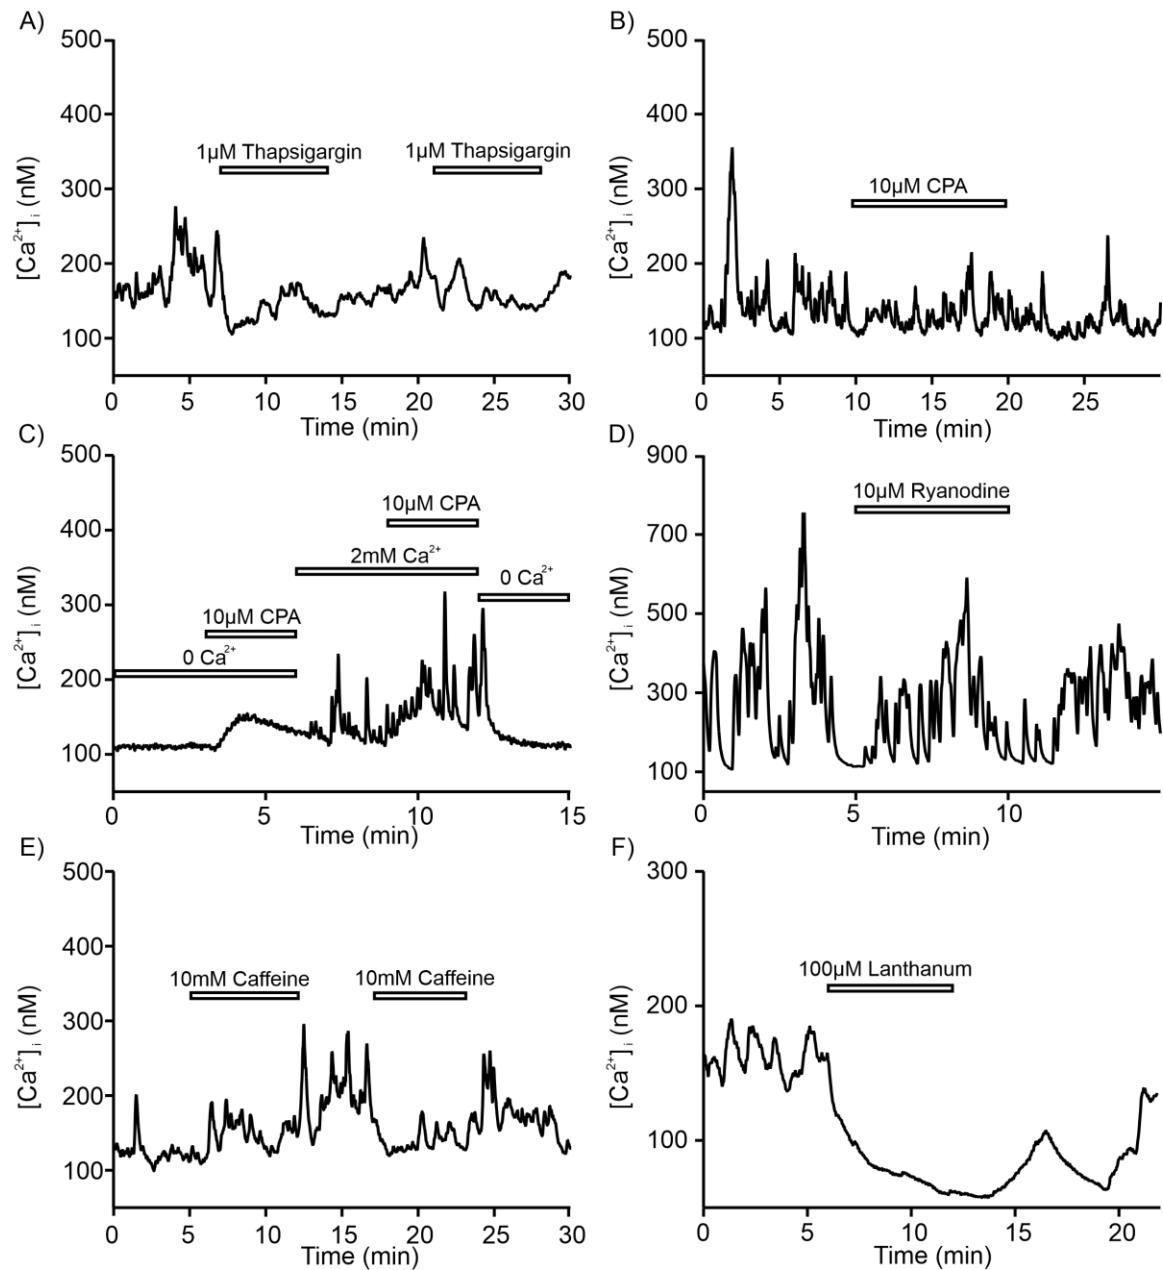 A)
500
400
300
200
100
[Ca²⁺]ᵢ (nM)
1µM Thapsigargin
1µM Thapsigargin
0 5 10 15 20 25 30
Time (min)
B)
500
400
300
200
100
[Ca²⁺]ᵢ (nM)
10µM CPA
0 5 10 15 20 25
Time (min)
C)
500
400
300
200
100
[Ca²⁺]ᵢ (nM)
10µM CPA
2mM Ca²⁺
0 Ca²⁺
10µM CPA
0 Ca²⁺
0 5 10 15
Time (min)
D)
900
700
500
300
100
[Ca²⁺]ᵢ (nM)
10µM Ryanodine
0 5 10
Time (min)
E)
500
400
300
200
100
[Ca²⁺]ᵢ (nM)
10mM Caffeine
10mM Caffeine
0 5 10 15 20 25 30
Time (min)
F)
300
200
100
[Ca²⁺]ᵢ (nM)
100µM Lanthanum
0 5 10 15 20
Time (min)